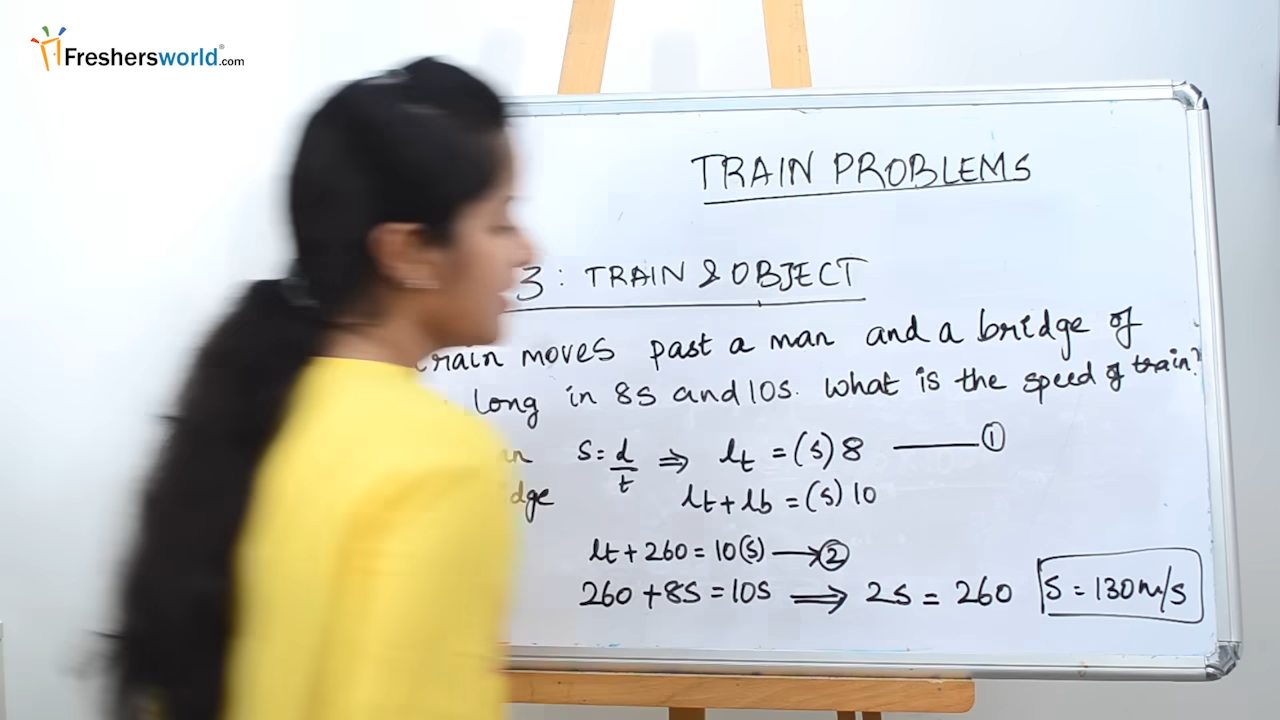 Freshersworld.com
TRAIN PROBLEMS
3: TRAIN & OBJECT
train moves past a man and a bridge of
long in 8s and 10s. What is the speed of train?
S = d/t ⇒ lt = (s) 8 —— ①
lt + lb = (s) 10
lt + 260 = 10(s) → ②
260 + 8s = 10s ⇒ 2s = 260 S = 130m/s